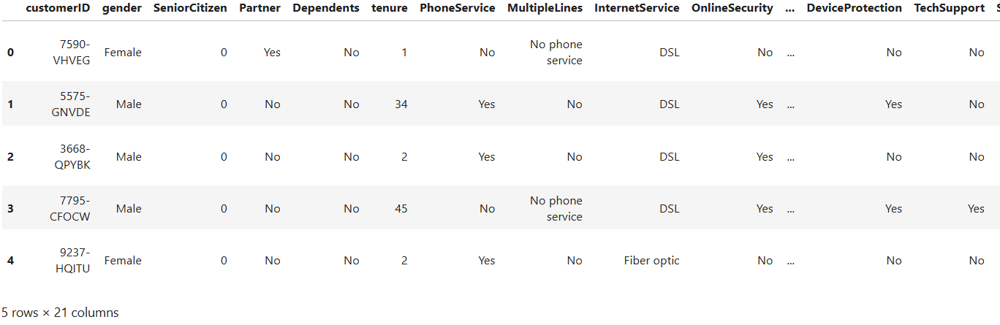 customerID gender SeniorCitizen Partner Dependents tenure PhoneService MultipleLines InternetService OnlineSecurity ... DeviceProtection TechSupport
0 7590-VHVEG Female 0 Yes No 1 No No phone service DSL No ... No No
1 5575-GNVDE Male 0 No No 34 Yes No DSL Yes ... Yes No
2 3668-QPYBK Male 0 No No 2 Yes No DSL Yes ... No No
3 7795-CFOCW Male 0 No No 45 No No phone service DSL Yes ... Yes Yes
4 9237-HQITU Female 0 No No 2 Yes No Fiber optic No ... No No
5 rows × 21 columns